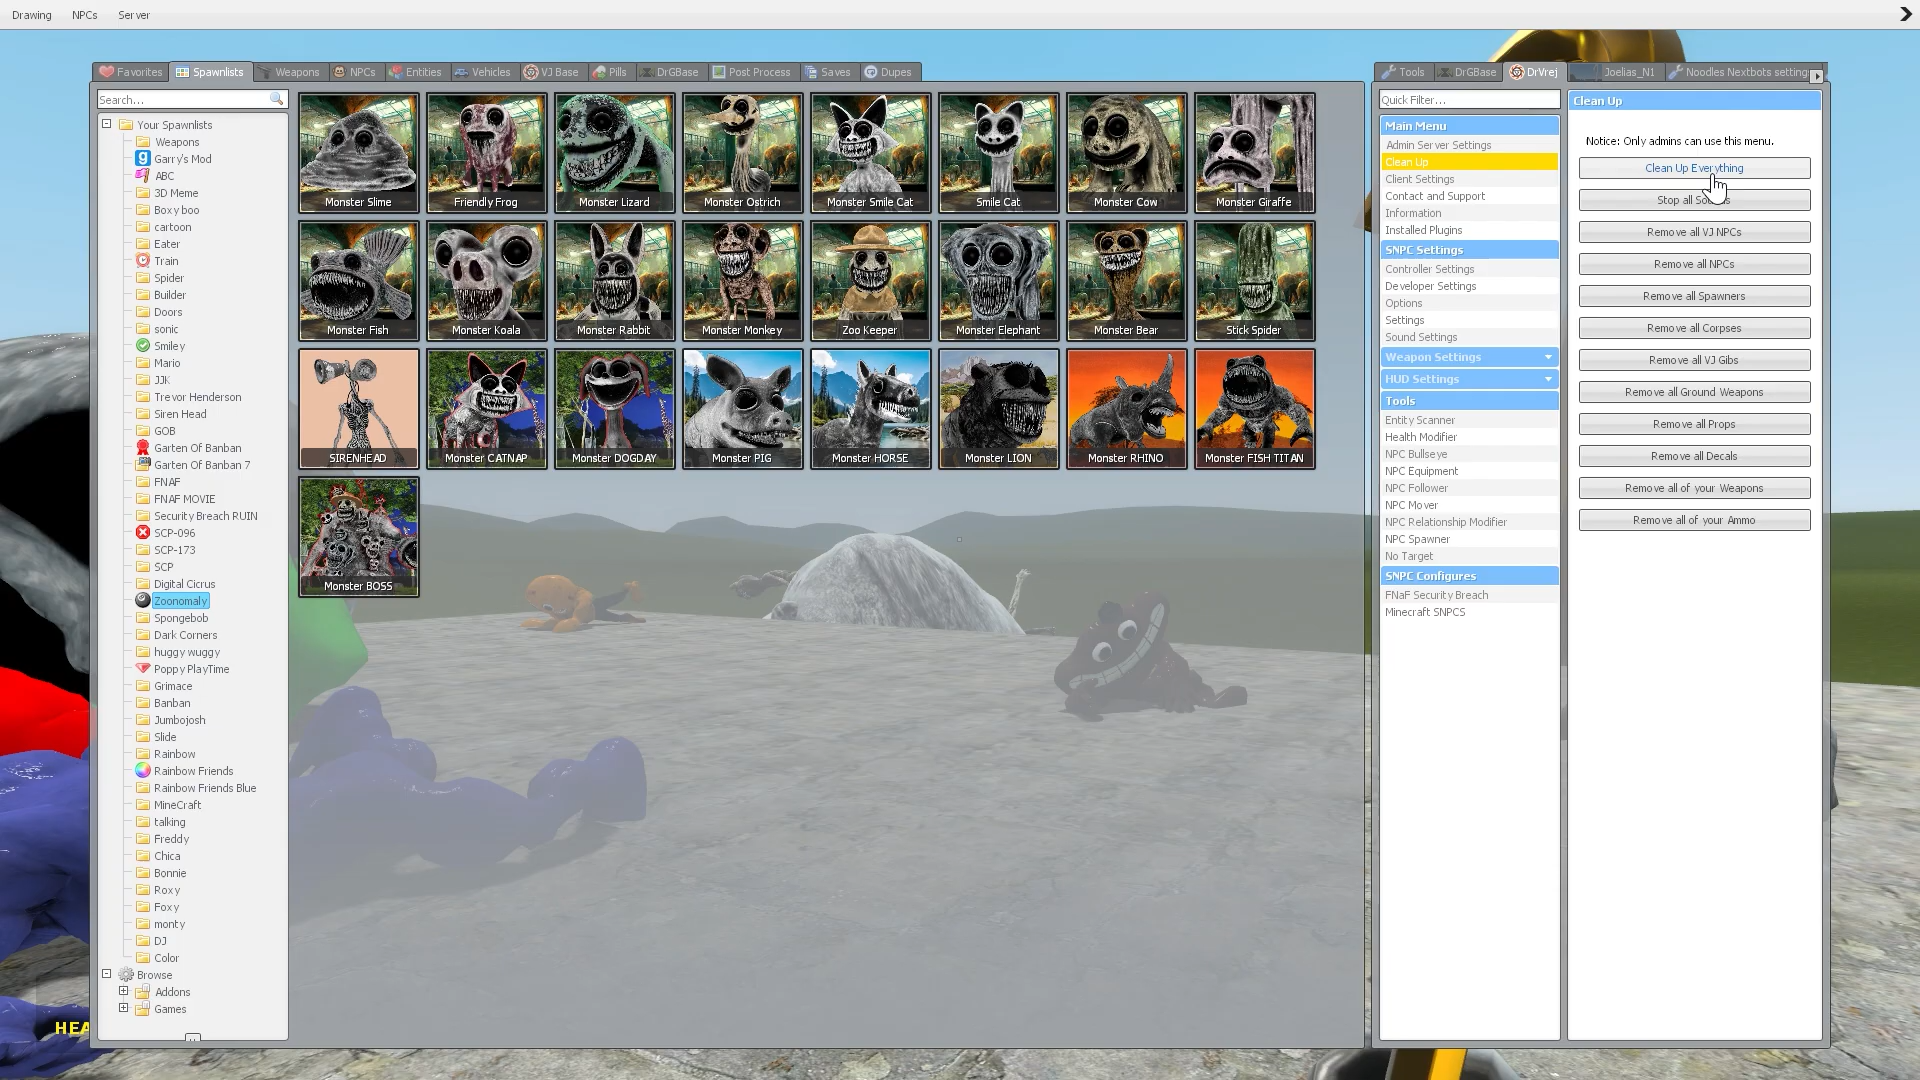 Drawing NPCs Server
Favorites Spawnlists Weapons NPCs Entities Vehicles VJ Base Pills DrGBase Post Process Saves Dupes
Search...
Your Spawnlists
Weapons
Garry's Mod
ABC
3D Meme
Boxy boo
cartoon
Eater
Train
Spider
Builder
Doors
sonic
Smiley
Mario
JJK
Trevor Henderson
Siren Head
GOB
Garten Of Banban
Garten Of Banban 7
FNAF
FNAF MOVIE
Security Breach RUIN
SCP-096
SCP-173
SCP
Digital Cicrus
Zoonomaly
Spongebob
Dark Corners
huggy wuggy
Poppy PlayTime
Grimace
Banban
Jumbojosh
Slide
Rainbow
Rainbow Friends
Rainbow Friends Blue
MineCraft
talking
Freddy
Chica
Bonnie
Roxy
Foxy
monty
DJ
Color
Browse
Addons
Games
Monster Slime Friendly Frog Monster Lizard Monster Ostrich Monster Smile Cat Smile Cat Monster Cow Monster Giraffe
Monster Fish Monster Koala Monster Rabbit Monster Monkey Zoo Keeper Monster Elephant Monster Bear Stick Spider
SIRENHEAD Monster CATNAP Monster DOGDAY Monster PIG Monster HORSE Monster LION Monster RHINO Monster FISH TITAN
Monster BOSS
Tools DrGBase DrVrej Joelias_N1 Noodles Nextbots setting
Quick Filter...
Main Menu
Admin Server Settings
Clean Up
Client Settings
Contact and Support
Information
Installed Plugins
SNPC Settings
Controller Settings
Developer Settings
Options
Settings
Sound Settings
Weapon Settings
HUD Settings
Tools
Entity Scanner
Health Modifier
NPC Bullseye
NPC Equipment
NPC Follower
NPC Mover
NPC Relationship Modifier
NPC Spawner
No Target
SNPC Configures
FNaF Security Breach
Minecraft SNPCS
Clean Up
Notice: Only admins can use this menu.
Clean Up Everything
Stop all
Remove all VJ NPCs
Remove all NPCs
Remove all Spawners
Remove all Corpses
Remove all VJ Gibs
Remove all Ground Weapons
Remove all Props
Remove all Decals
Remove all of your Weapons
Remove all of your Ammo
HEA